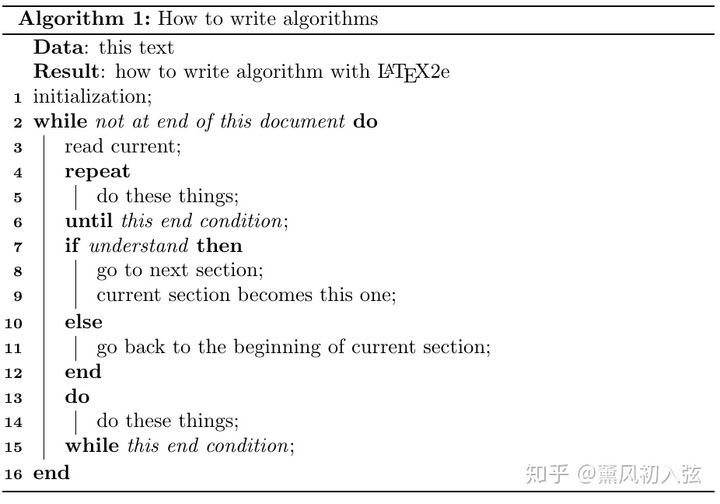 Algorithm 1: How to write algorithms
Data: this text
Result: how to write algorithm with LATEX2e
1 initialization;
2 while not at end of this document do
3 read current;
4 repeat
5 do these things;
6 until this end condition;
7 if understand then
8 go to next section;
9 current section becomes this one;
10 else
11 go back to the beginning of current section;
12 end
13 do
14 do these things;
15 while this end condition;
16 end
知乎 @薰风初入弦